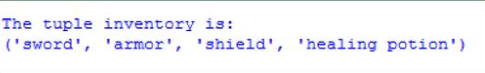 The tuple inventory is:
('sword', 'armor', 'shield', 'healing potion')